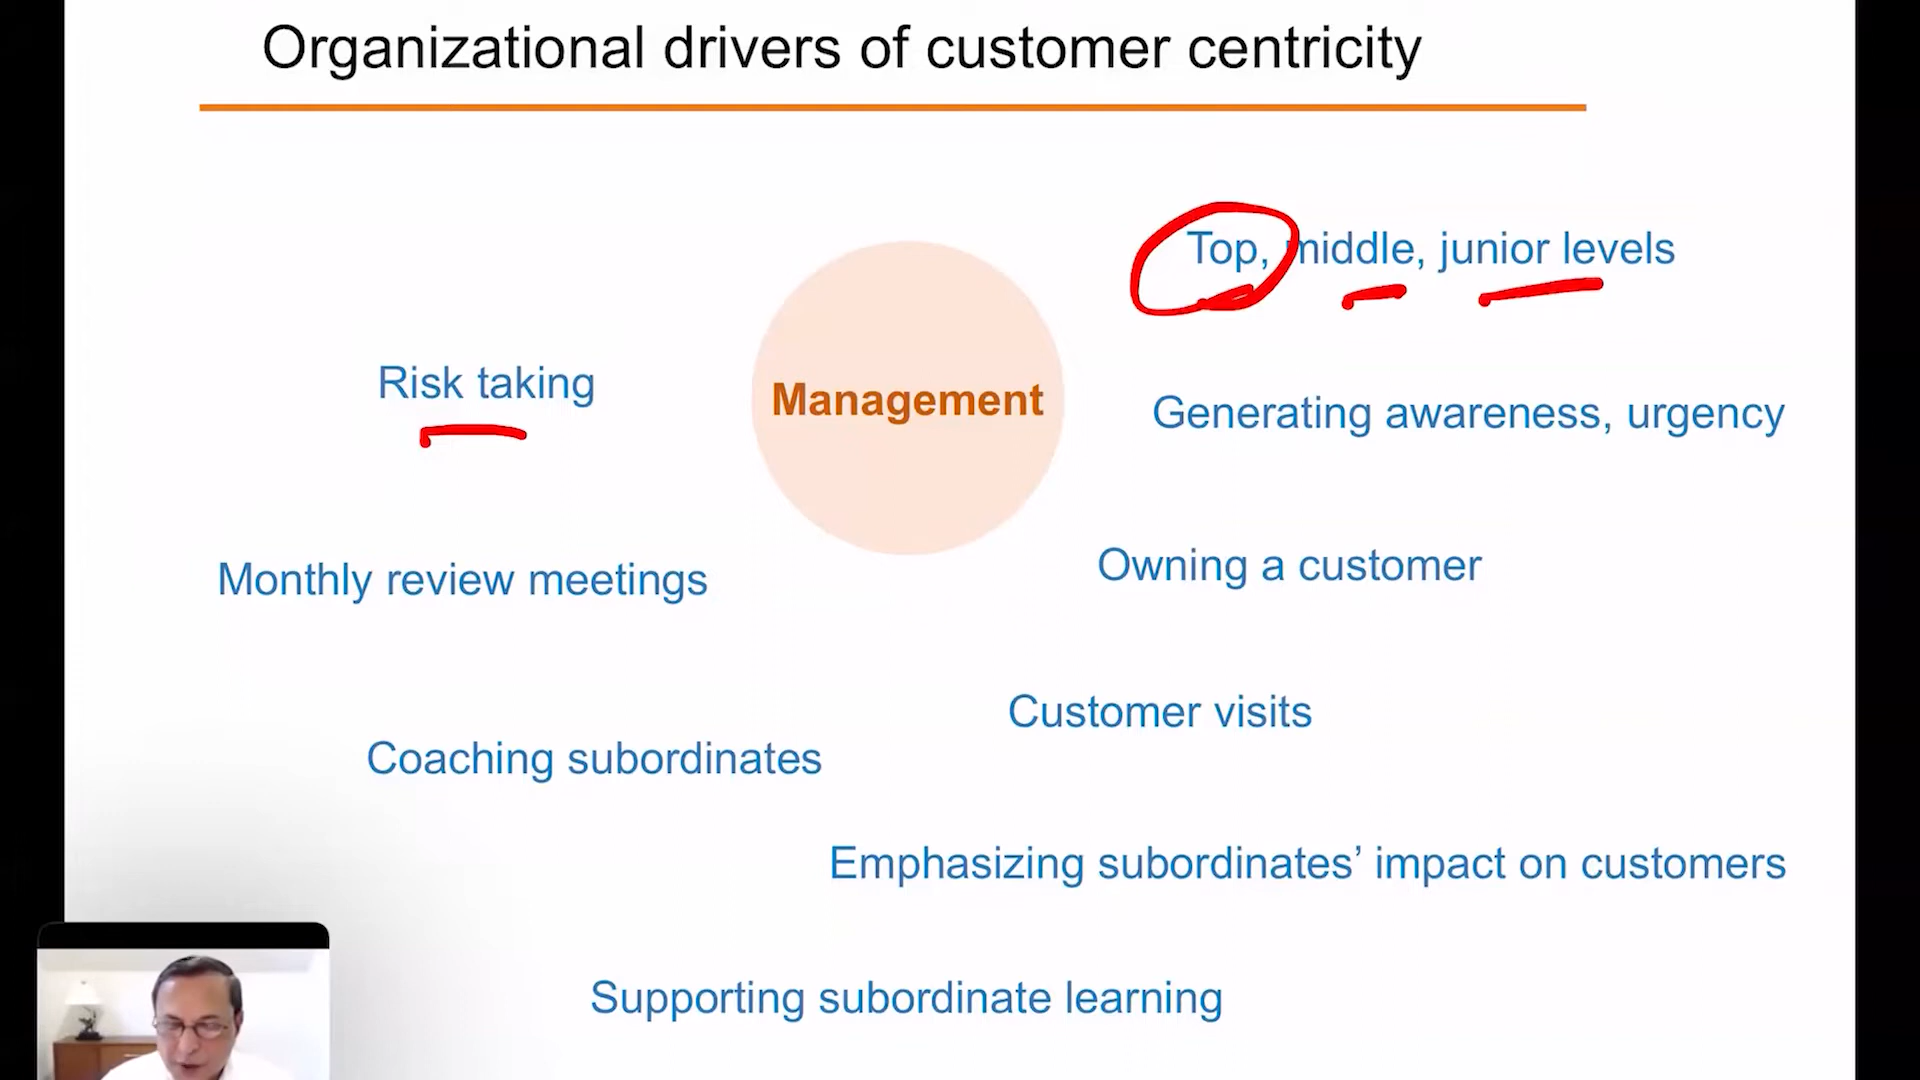 Organizational drivers of customer centricity
Top, middle, junior levels
Risk taking
Management
Generating awareness, urgency
Monthly review meetings
Owning a customer
Customer visits
Coaching subordinates
Emphasizing subordinates’ impact on customers
Supporting subordinate learning